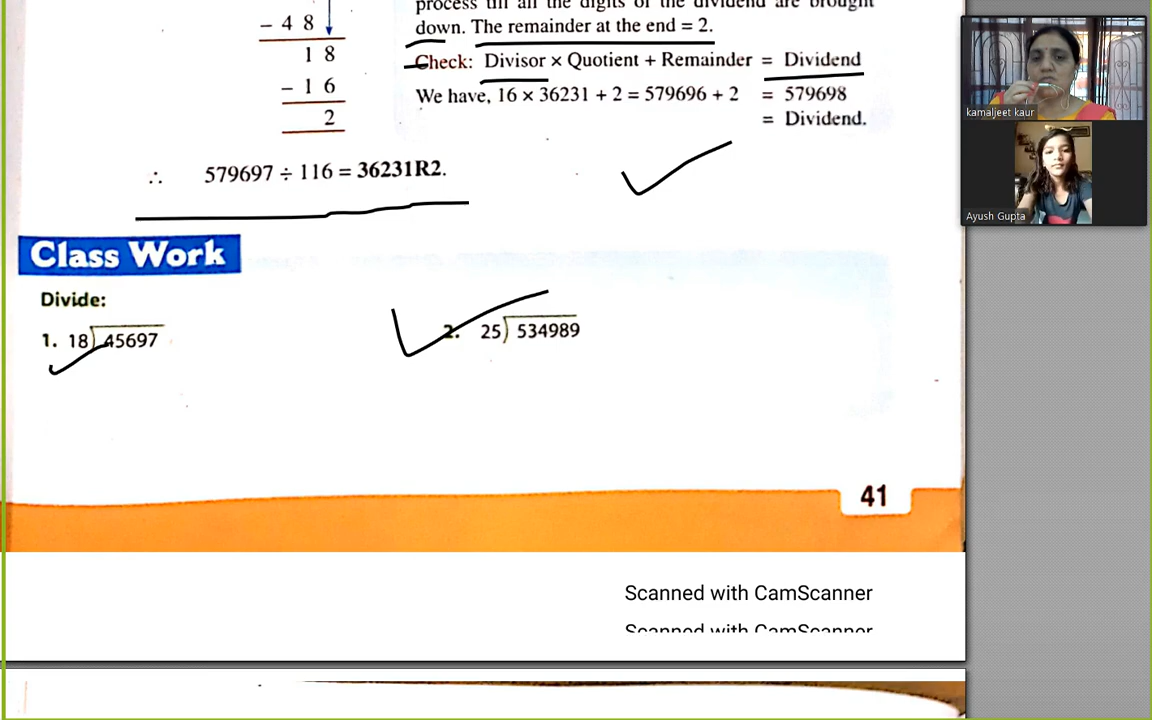 process till all the digits of the dividend are brought
down. The remainder at the end = 2.
Check: Divisor × Quotient + Remainder = Dividend
We have, 16 × 36231 + 2 = 579696 + 2 = 579698
= Dividend.
- 4 8
1 8
- 1 6
2
∴ 579697 ÷ 116 = 36231R2.
Class Work
Divide:
1. 18)45697
2. 25)534989
41
Scanned with CamScanner
Scanned with CamScanner
kamaljeet kaur
Ayush Gupta